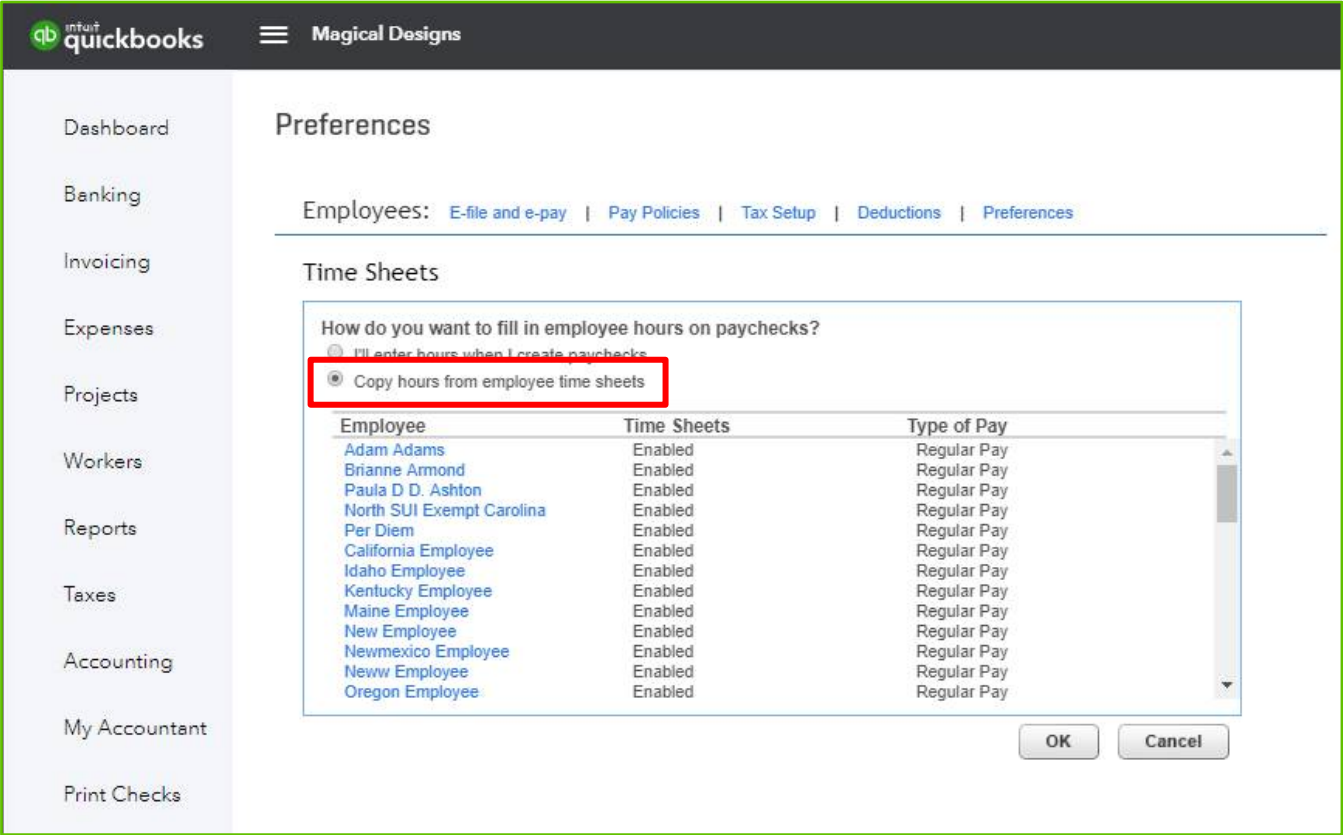 qb intuit quickbooks Magical Designs
Dashboard
Banking
Invoicing
Expenses
Projects
Workers
Reports
Taxes
Accounting
My Accountant
Print Checks
Preferences
Employees: E-file and e-pay | Pay Policies | Tax Setup | Deductions | Preferences
Time Sheets
How do you want to fill in employee hours on paychecks?
I'll enter hours when I create paychecks
Copy hours from employee time sheets
Employee Time Sheets Type of Pay
Adam Adams Enabled Regular Pay
Brianne Armond Enabled Regular Pay
Paula D D. Ashton Enabled Regular Pay
North SUI Exempt Carolina Enabled Regular Pay
Per Diem Enabled Regular Pay
California Employee Enabled Regular Pay
Idaho Employee Enabled Regular Pay
Kentucky Employee Enabled Regular Pay
Maine Employee Enabled Regular Pay
New Employee Enabled Regular Pay
Newmexico Employee Enabled Regular Pay
Neww Employee Enabled Regular Pay
Oregon Employee Enabled Regular Pay
OK Cancel